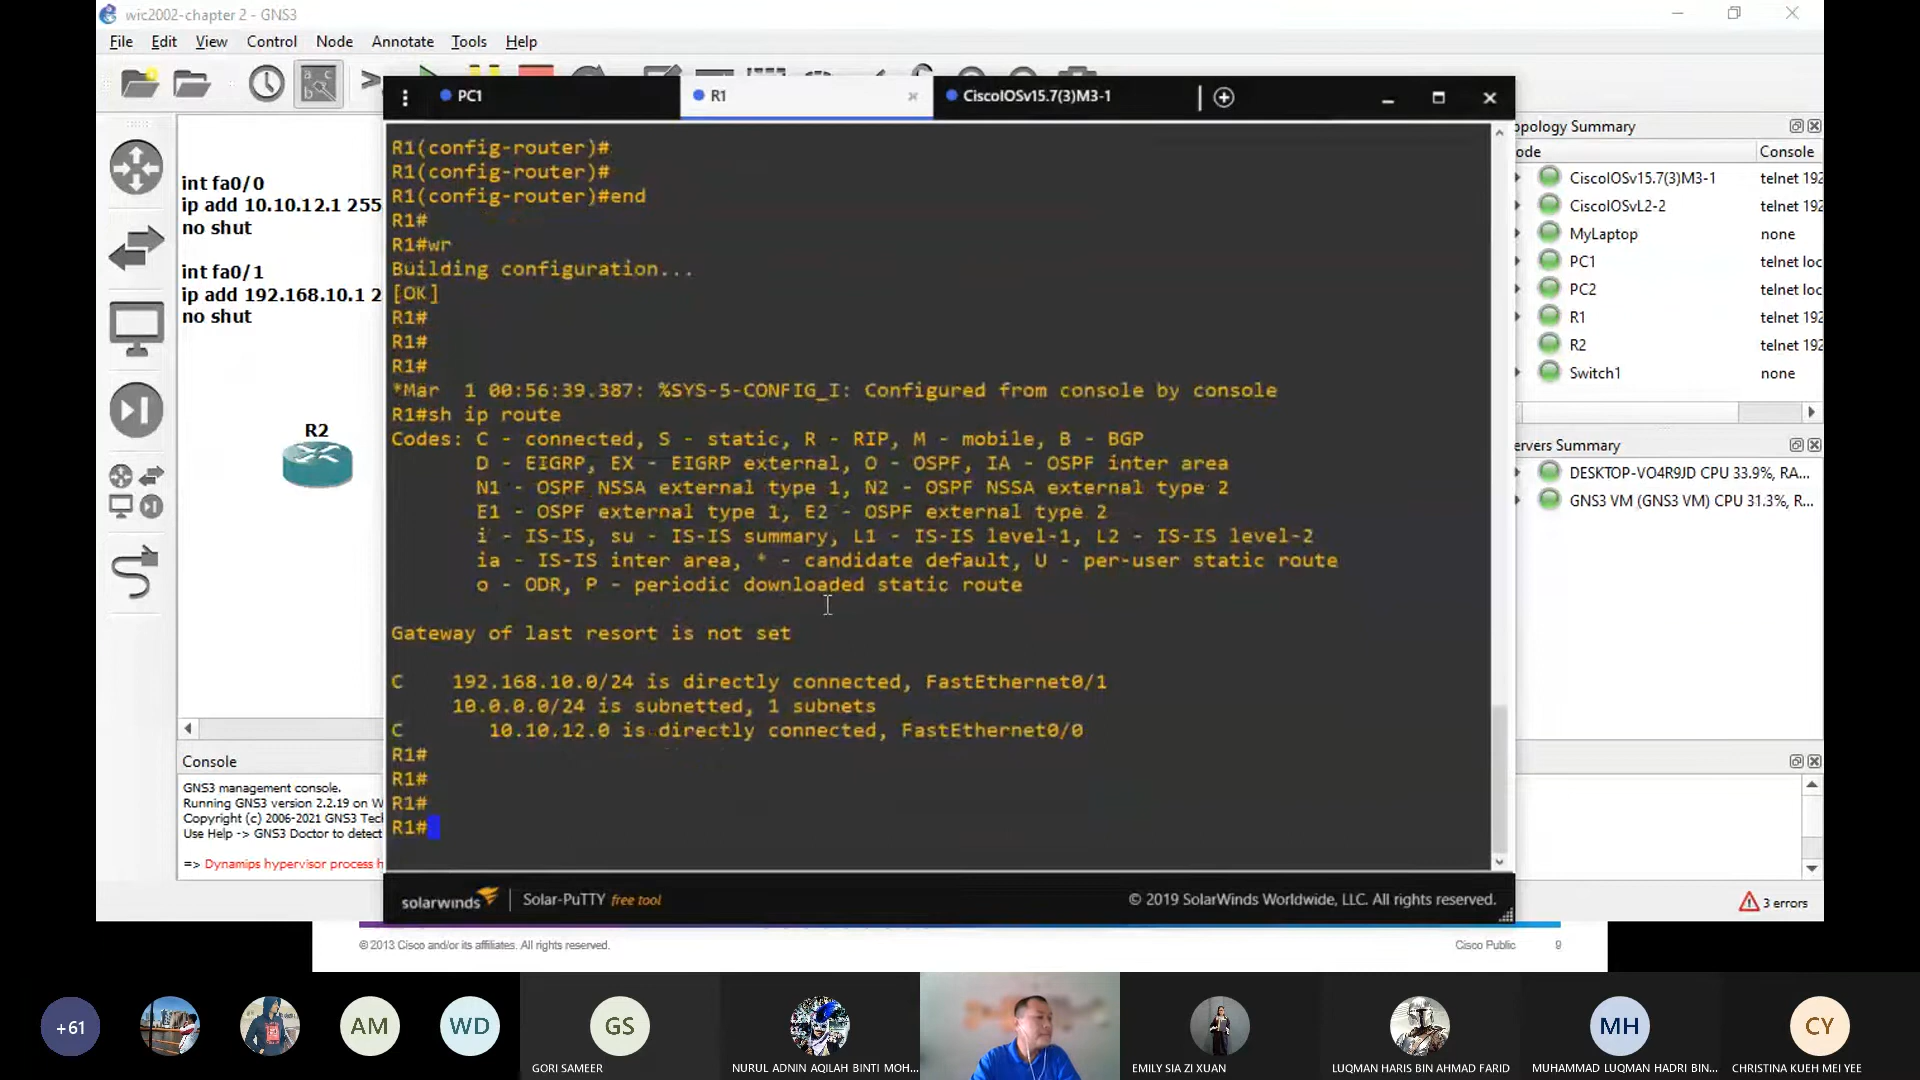 wic2002-chapter 2 - GNS3
File Edit View Control Node Annotate Tools Help
PC1 R1 CiscoIOSv15.7(3)M3-1
int fa0/0
ip add 10.10.12.1 255
no shut
int fa0/1
ip add 192.168.10.1 2
no shut
R2
R1(config-router)#
R1(config-router)#
R1(config-router)#end
R1#
R1#wr
Building configuration...
[OK]
R1#
R1#
R1#
*Mar 1 00:56:39.387: %SYS-5-CONFIG_I: Configured from console by console
R1#sh ip route
Codes: C - connected, S - static, R - RIP, M - mobile, B - BGP
D - EIGRP, EX - EIGRP external, O - OSPF, IA - OSPF inter area
N1 - OSPF NSSA external type 1, N2 - OSPF NSSA external type 2
E1 - OSPF external type 1, E2 - OSPF external type 2
i - IS-IS, su - IS-IS summary, L1 - IS-IS level-1, L2 - IS-IS level-2
ia - IS-IS inter area, * - candidate default, U - per-user static route
o - ODR, P - periodic downloaded static route
Gateway of last resort is not set
C 192.168.10.0/24 is directly connected, FastEthernet0/1
10.0.0.0/24 is subnetted, 1 subnets
C 10.10.12.0 is directly connected, FastEthernet0/0
R1#
R1#
R1#
R1#
solarwinds Solar-PuTTY free tool © 2019 SolarWinds Worldwide, LLC. All rights reserved.
opology Summary
ode Console
CiscoIOSv15.7(3)M3-1 telnet 192
CiscoIOSvL2-2 telnet 192
MyLaptop none
PC1 telnet loc
PC2 telnet loc
R1 telnet 192
R2 telnet 192
Switch1 none
ervers Summary
DESKTOP-VO4R9JD CPU 33.9%, RA...
GNS3 VM (GNS3 VM) CPU 31.3%, R...
Console
GNS3 management console.
Running GNS3 version 2.2.19 on W
Copyright (c) 2006-2021 GNS3 Tec
Use Help -> GNS3 Doctor to detect
=> Dynamips hypervisor process h
3 errors
© 2013 Cisco and/or its affiliates. All rights reserved. Cisco Public 9
+61
AM
WD
GS
GORI SAMEER
NURUL ADNIN AQILAH BINTI MOH...
EMILY SIA ZI XUAN
LUQMAN HARIS BIN AHMAD FARID
MH
MUHAMMAD LUQMAN HADRI BIN...
CY
CHRISTINA KUEH MEI YEE